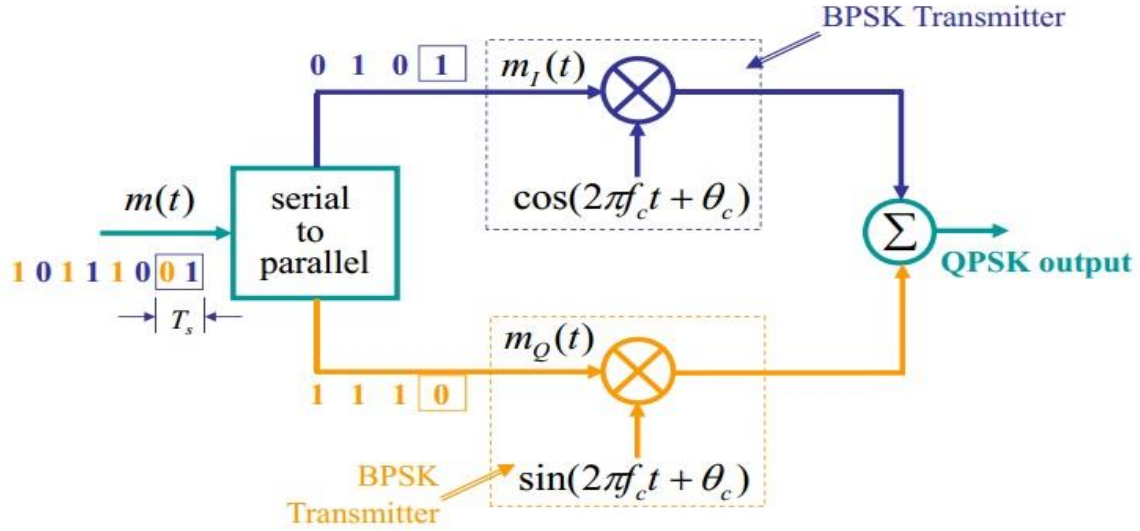 BPSK Transmitter
0 1 0 1
m_I(t)
cos(2πf_c t + θ_c)
m(t)
serial
to
parallel
1 0 1 1 1 0 0 1
T_s
Σ
QPSK output
m_Q(t)
1 1 1 0
sin(2πf_c t + θ_c)
BPSK
Transmitter